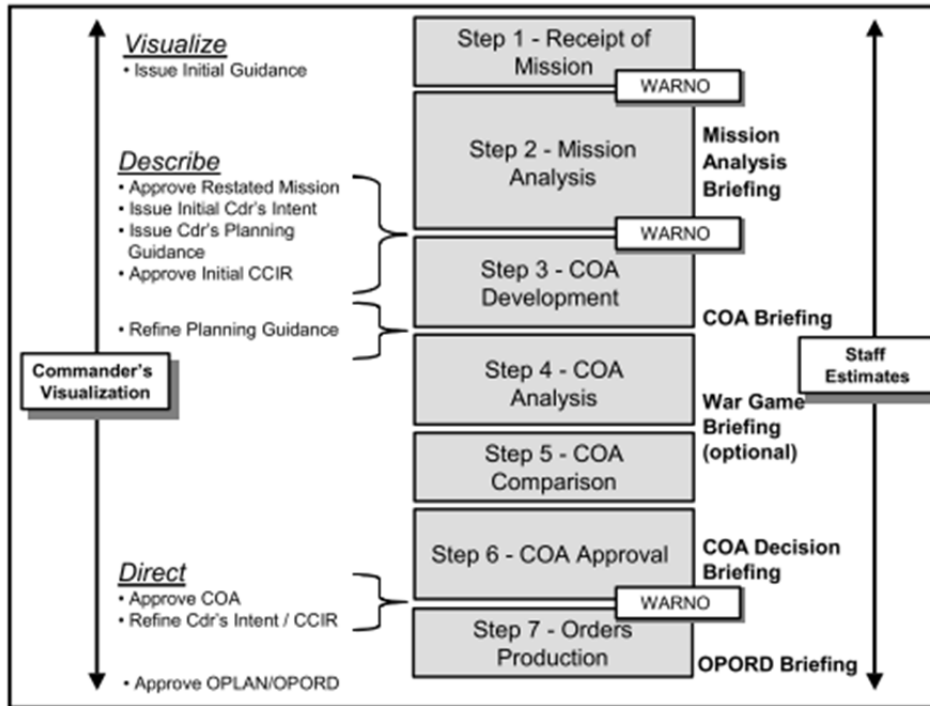 Visualize
• Issue Initial Guidance
Describe
• Approve Restated Mission
• Issue Initial Cdr's Intent
• Issue Cdr's Planning
Guidance
• Approve Initial CCIR
• Refine Planning Guidance
Commander's
Visualization
Direct
• Approve COA
• Refine Cdr's Intent / CCIR
• Approve OPLAN/OPORD
Step 1 - Receipt of
Mission
WARNO
Step 2 - Mission
Analysis
WARNO
Step 3 - COA
Development
Step 4 - COA
Analysis
Step 5 - COA
Comparison
Step 6 - COA Approval
WARNO
Step 7 - Orders
Production
Mission
Analysis
Briefing
COA Briefing
War Game
Briefing
(optional)
COA Decision
Briefing
OPORD Briefing
Staff
Estimates